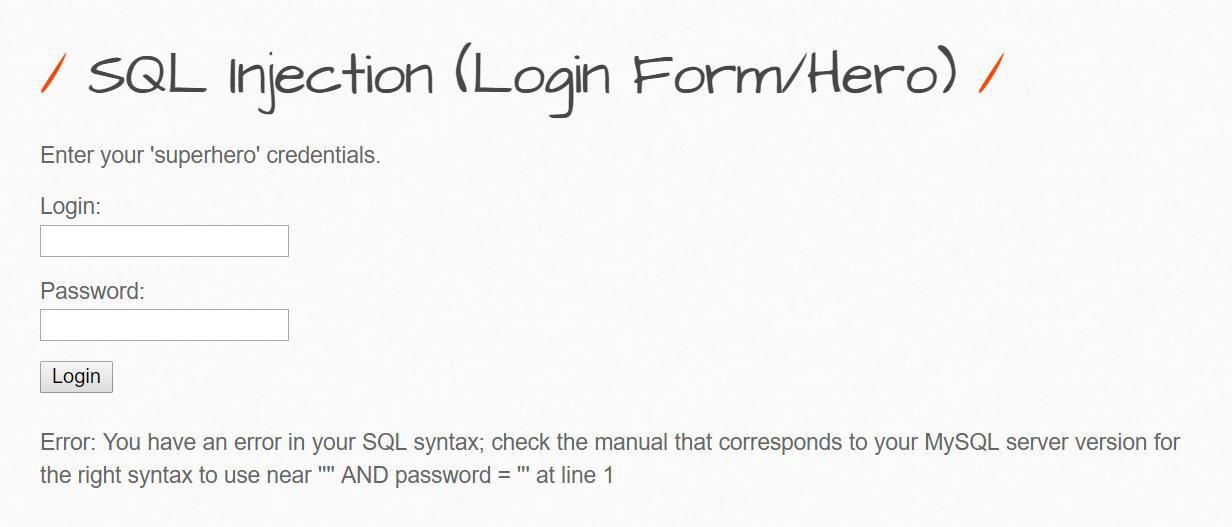 / SQL Injection (Login Form/Hero) /
Enter your 'superhero' credentials.
Login:
Password:
Login
Error: You have an error in your SQL syntax; check the manual that corresponds to your MySQL server version for
the right syntax to use near '''' AND password = ''' at line 1